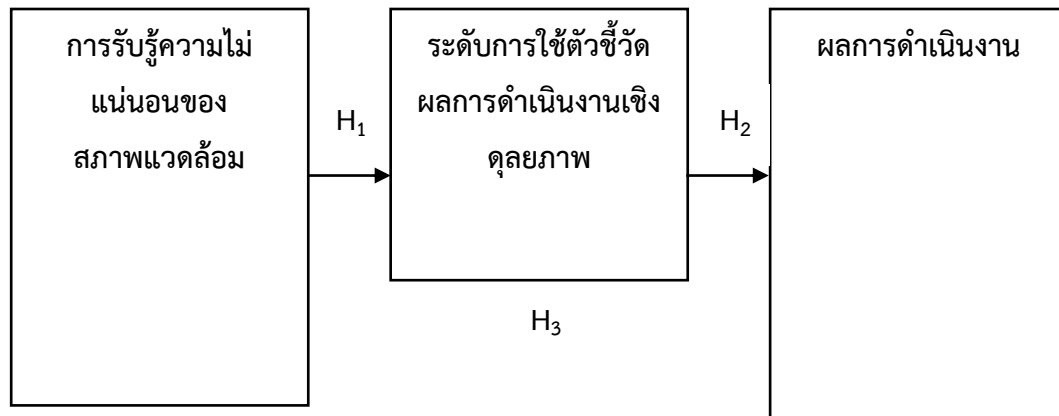 การรับรู้ความไม่
แน่นอนของ
สภาพแวดล้อม
H₁
ระดับการใช้ตัวชี้วัด
ผลการดำเนินงานเชิง
ดุลยภาพ
H₂
ผลการดำเนินงาน
H₃